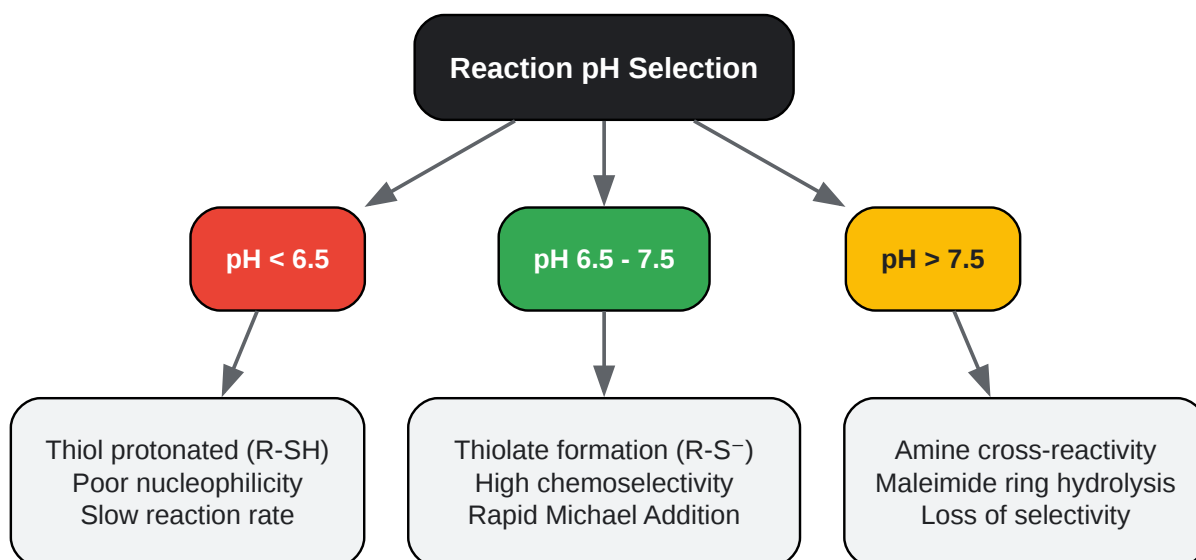 Reaction pH Selection
pH < 6.5
pH 6.5 - 7.5
pH > 7.5
Thiol protonated (R-SH)
Poor nucleophilicity
Slow reaction rate
Thiolate formation (R-S⁻)
High chemoselectivity
Rapid Michael Addition
Amine cross-reactivity
Maleimide ring hydrolysis
Loss of selectivity